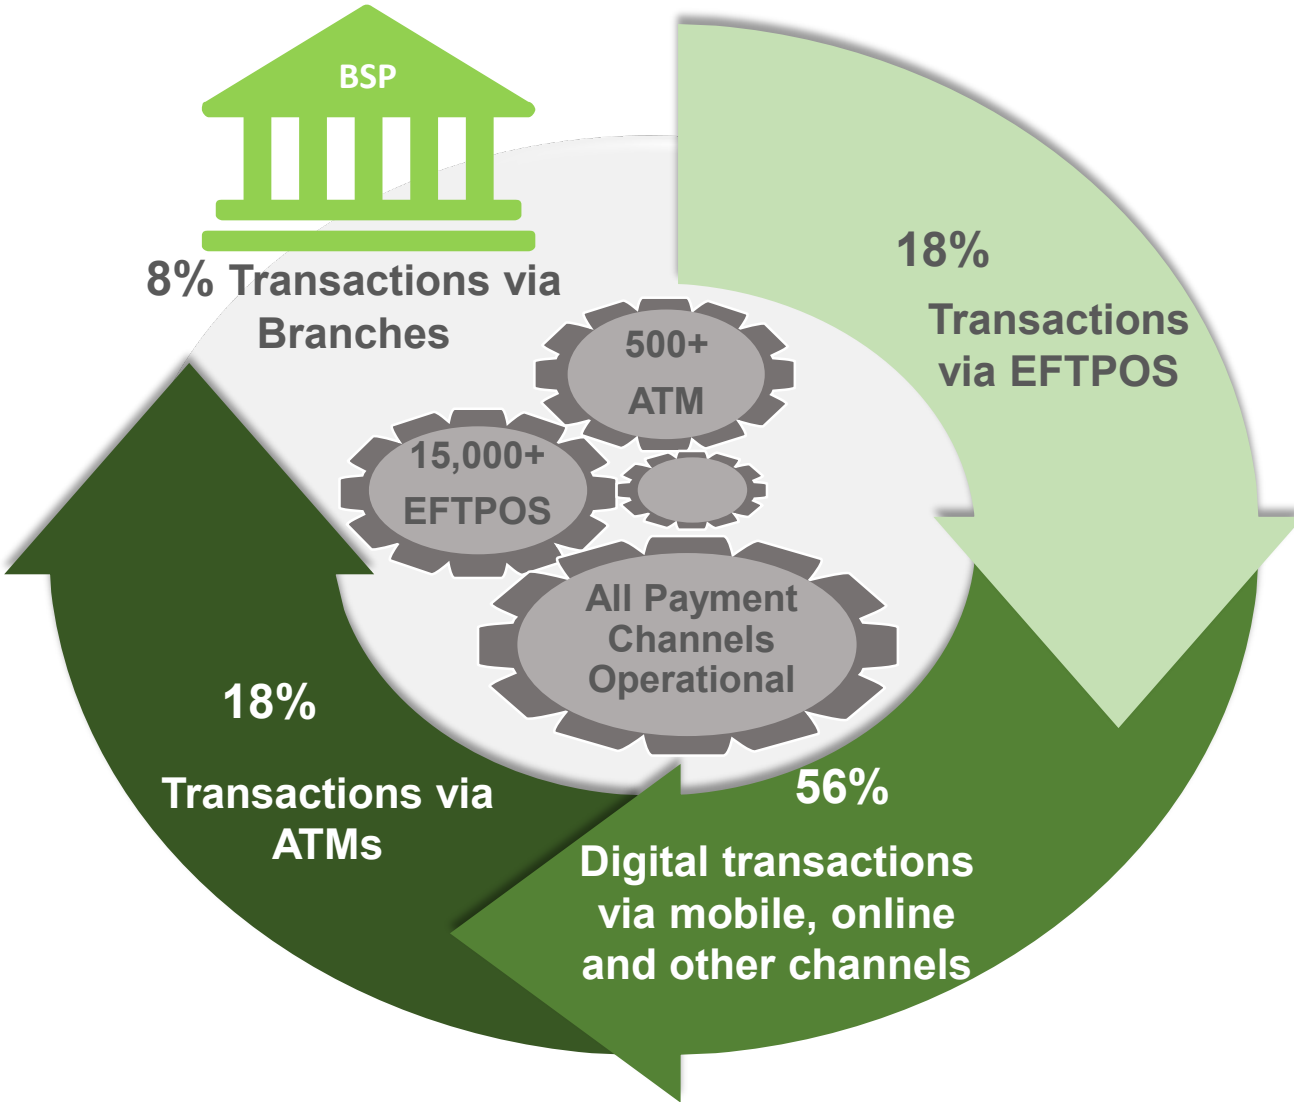 BSP
8% Transactions via
Branches
18%
Transactions
via EFTPOS
500+
ATM
15,000+
EFTPOS
All Payment
Channels
Operational
18%
Transactions via
ATMs
56%
Digital transactions
via mobile, online
and other channels